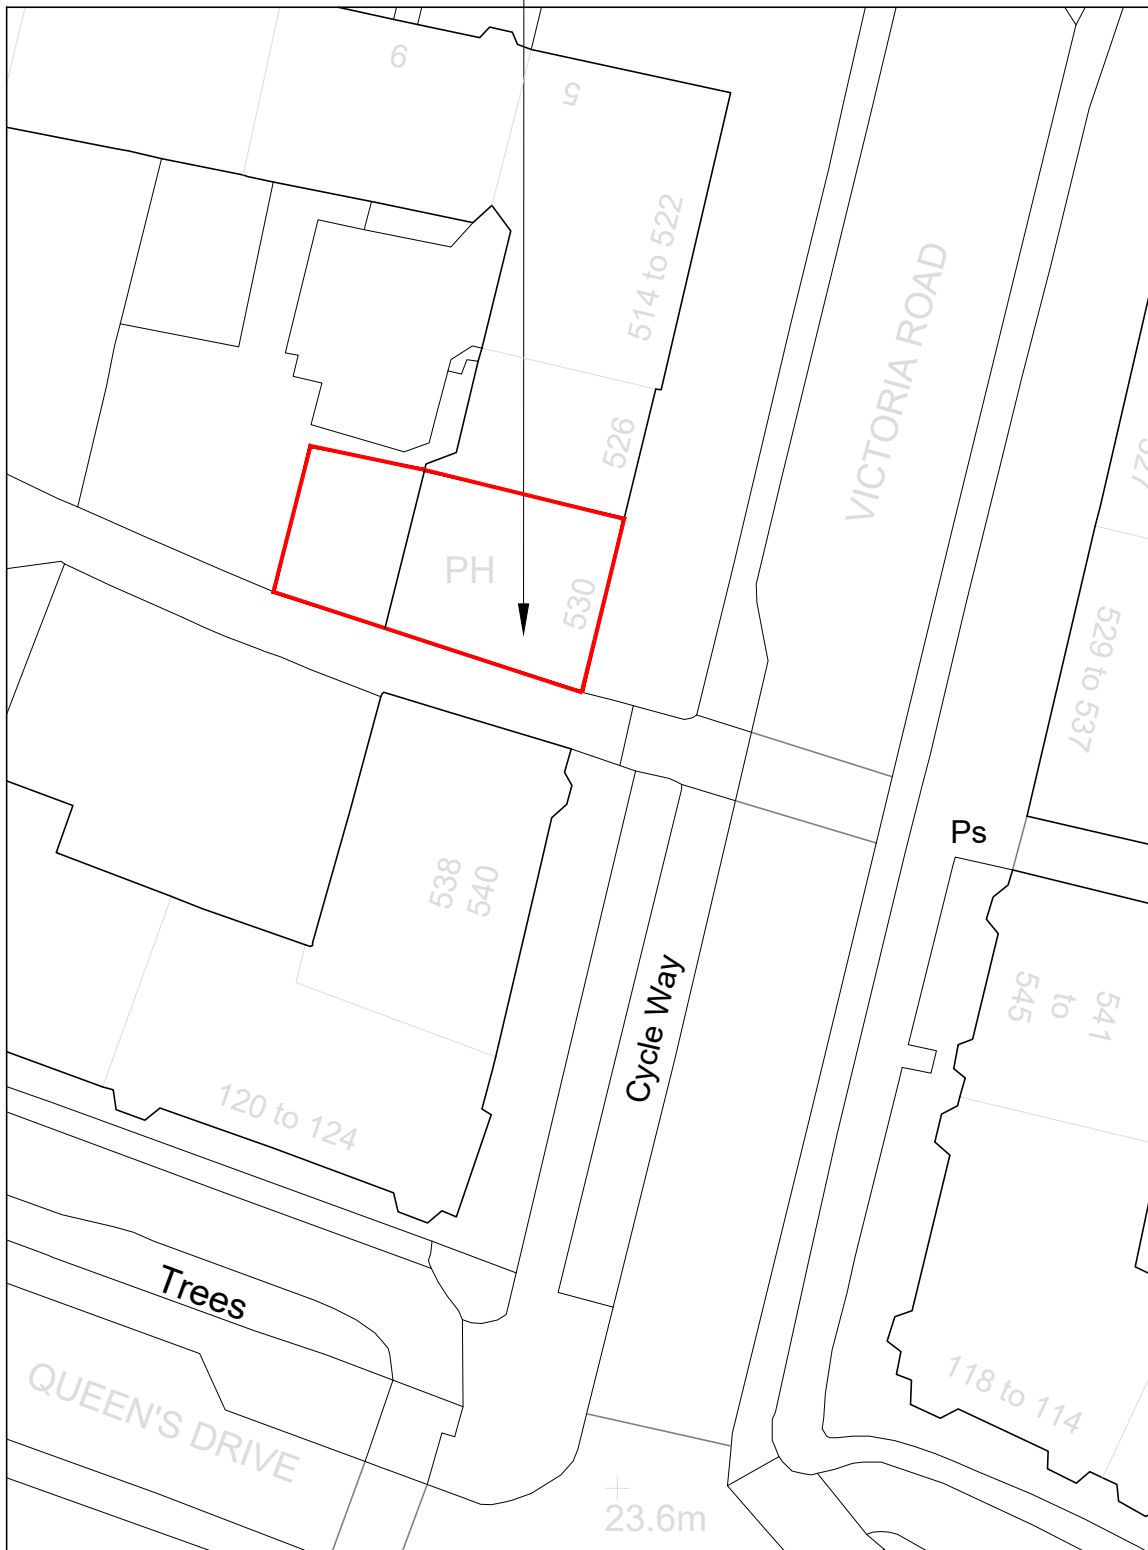 6
5
514 to 522
VICTORIA ROAD
526
527
PH
530
529 to 537
Ps
538
540
Cycle Way
541
to
545
120 to 124
Trees
QUEEN'S DRIVE
118 to 114
23.6m